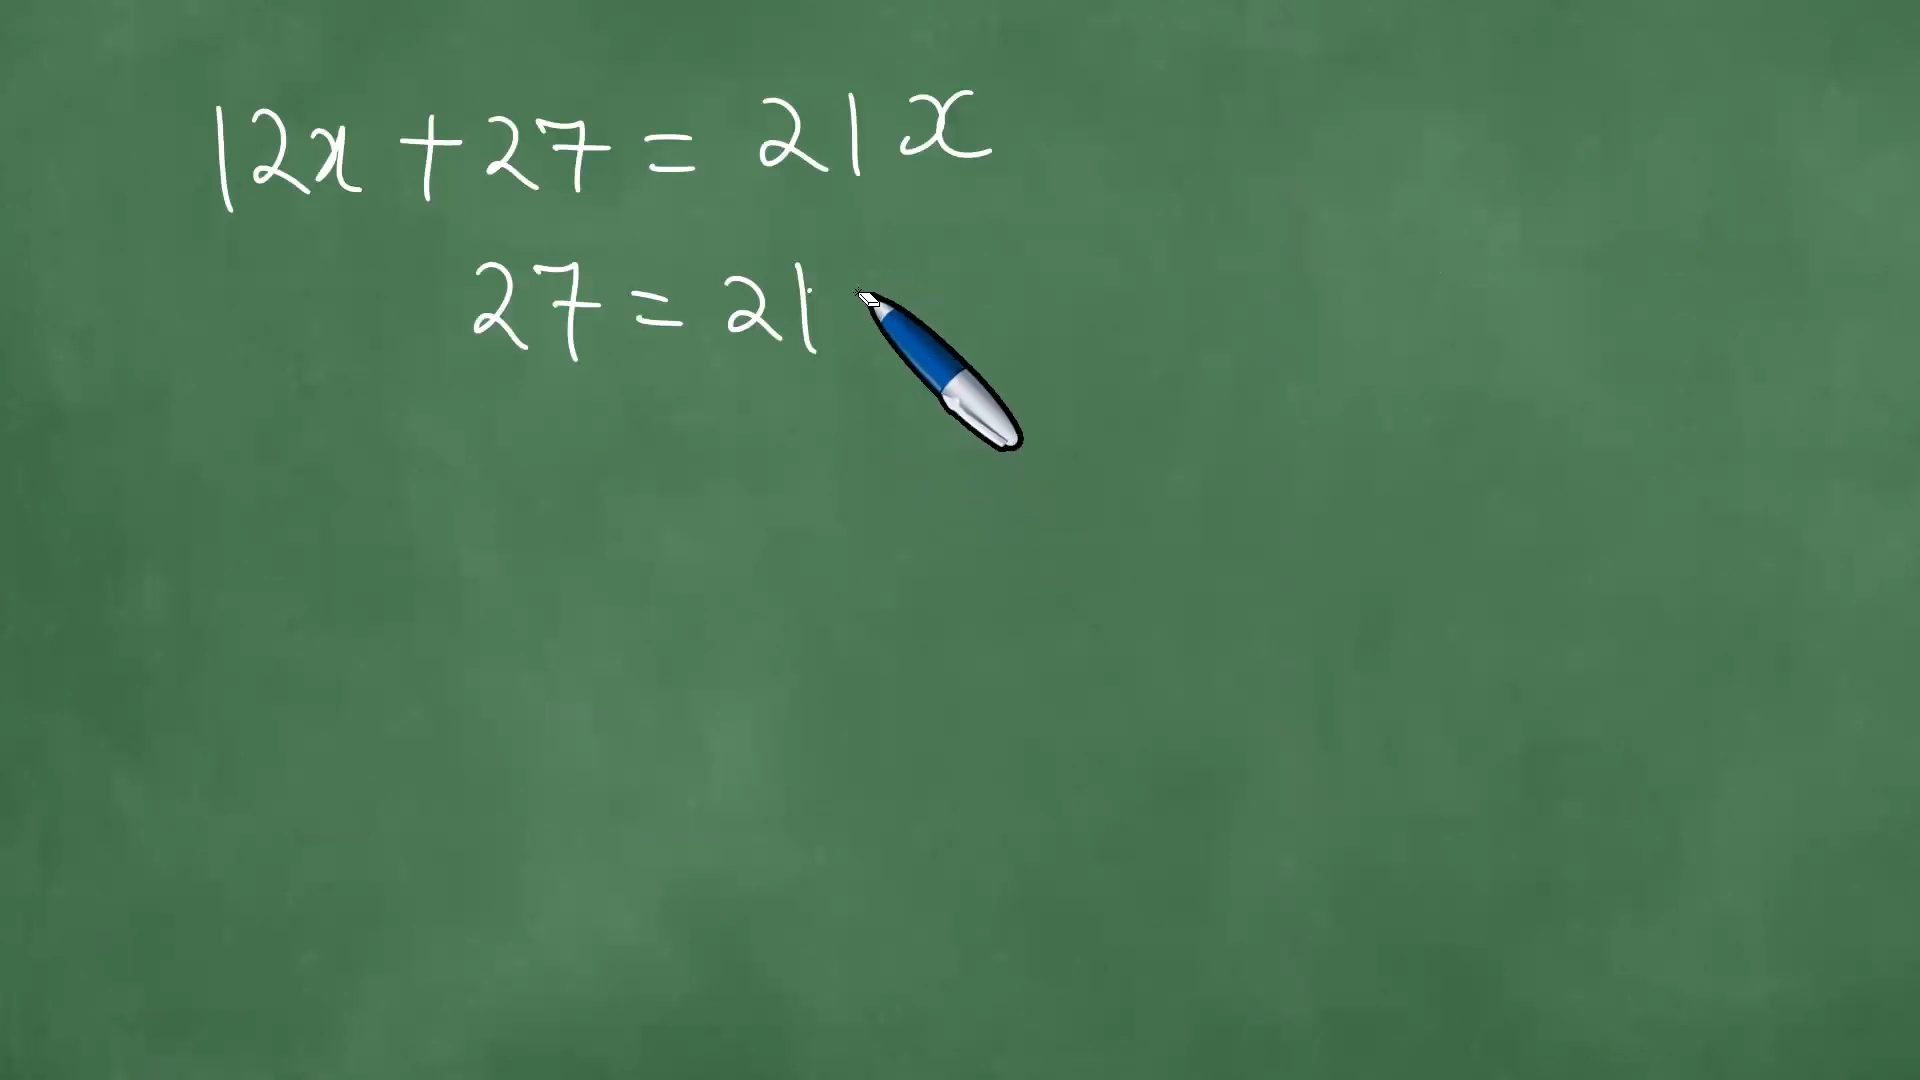 12x + 27 = 21x
27 = 21